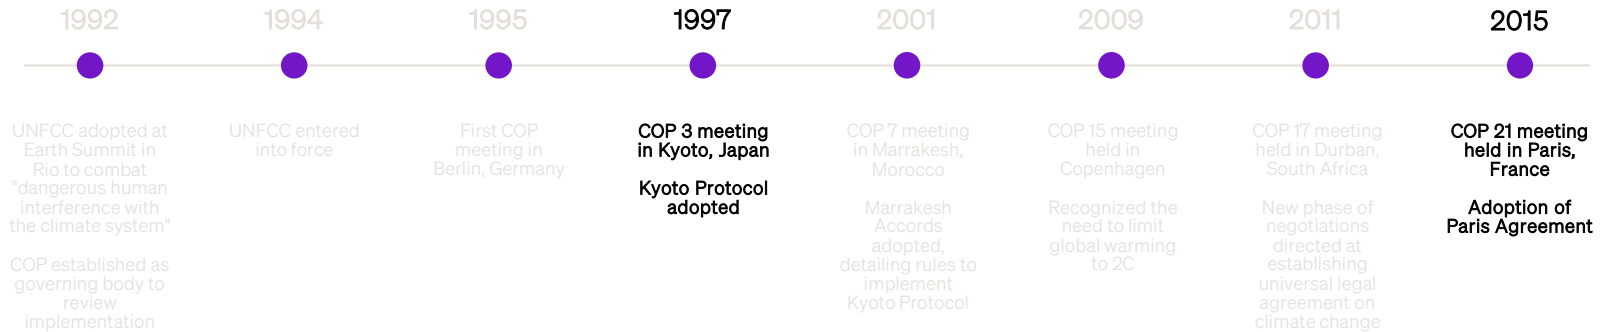 1992
UNFCC adopted at
Earth Summit in
Rio to combat
"dangerous human
interference with
the climate system"
COP established as
governing body to
review
implementation
1994
UNFCC entered
into force
1995
First COP
meeting in
Berlin, Germany
1997
COP 3 meeting
in Kyoto, Japan
Kyoto Protocol
adopted
2001
COP 7 meeting
in Marrakesh,
Morocco
Marrakesh
Accords
adopted,
detailing rules to
implement
Kyoto Protocol
2009
COP 15 meeting
held in
Copenhagen
Recognized the
need to limit
global warming
to 2C
2011
COP 17 meeting
held in Durban,
South Africa
New phase of
negotiations
directed at
establishing
universal legal
agreement on
climate change
2015
COP 21 meeting
held in Paris,
France
Adoption of
Paris Agreement